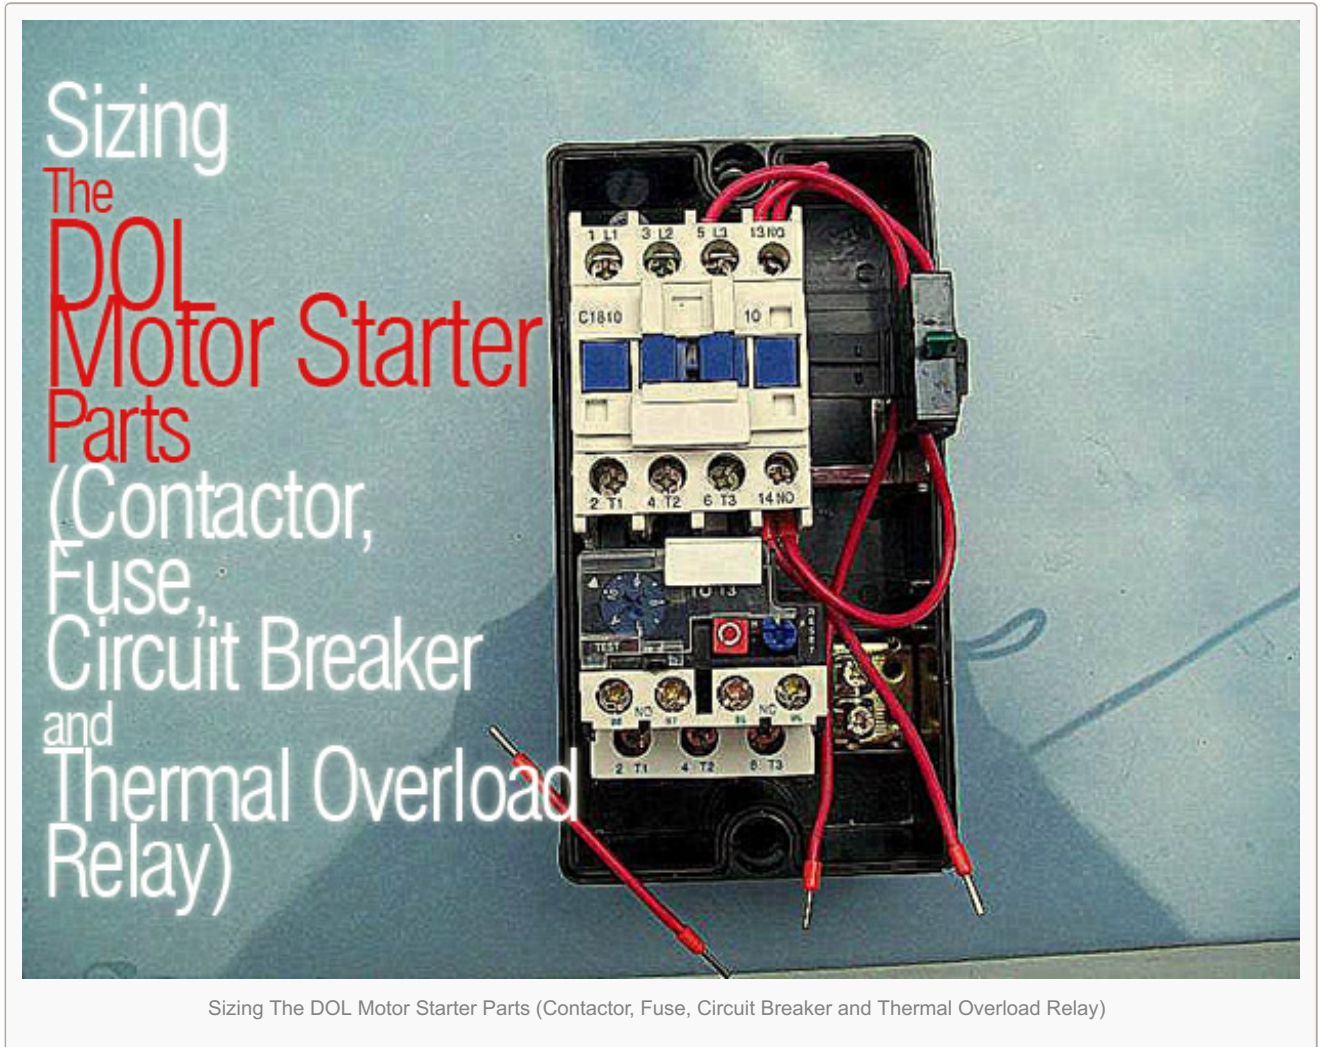 Sizing
The
DOL
Motor Starter
Parts
(Contactor,
Fuse,
Circuit Breaker
and
Thermal Overload
Relay)
1 L1 3 L2 5 L3 13 NO
C1810 10
2 T1 4 T2 6 T3 14 NO
TEST
NO NC
2 T1 4 T2 6 T3
Sizing The DOL Motor Starter Parts (Contactor, Fuse, Circuit Breaker and Thermal Overload Relay)